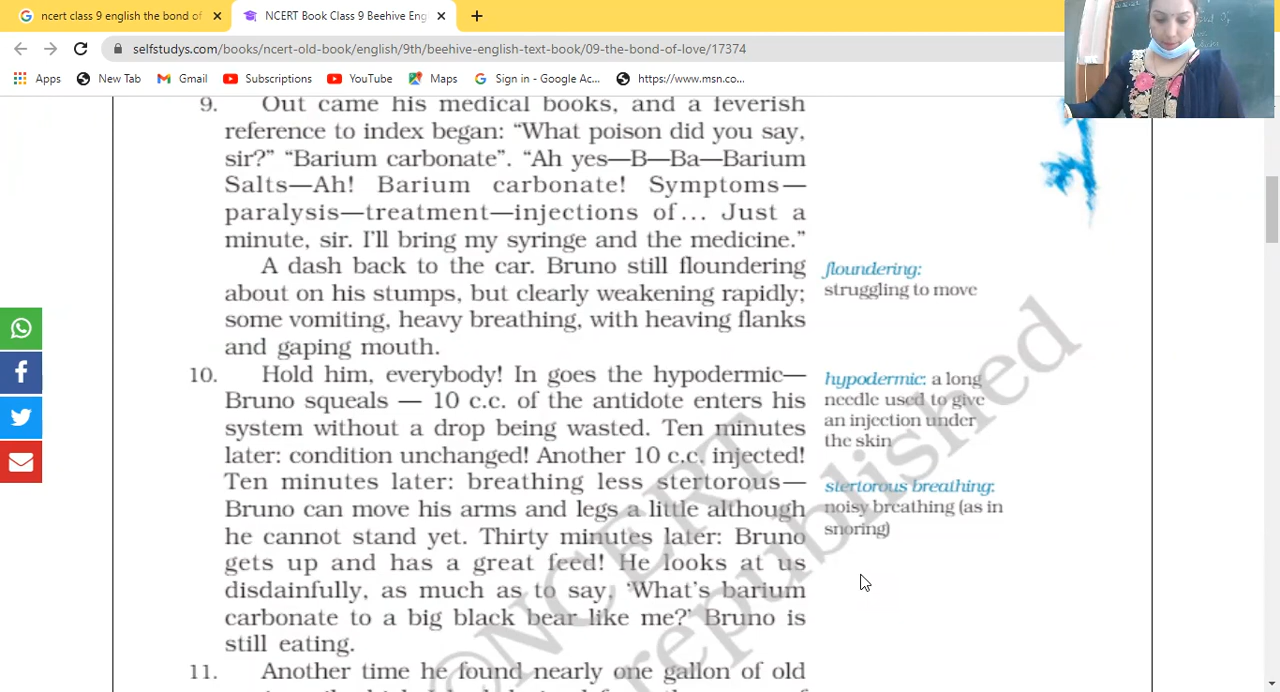 ncert class 9 english the bond of
NCERT Book Class 9 Beehive Eng
selfstudys.com/books/ncert-old-book/english/9th/beehive-english-text-book/09-the-bond-of-love/17374
Apps New Tab Gmail Subscriptions YouTube Maps Sign in - Google Ac... https://www.msn.co...
9. Out came his medical books, and a feverish
reference to index began: “What poison did you say,
sir?” “Barium carbonate”. “Ah yes—B—Ba—Barium
Salts—Ah! Barium carbonate! Symptoms—
paralysis—treatment—injections of... Just a
minute, sir. I’ll bring my syringe and the medicine.”
A dash back to the car. Bruno still floundering
about on his stumps, but clearly weakening rapidly;
some vomiting, heavy breathing, with heaving flanks
and gaping mouth.
floundering:
struggling to move
10. Hold him, everybody! In goes the hypodermic—
Bruno squeals — 10 c.c. of the antidote enters his
system without a drop being wasted. Ten minutes
later: condition unchanged! Another 10 c.c. injected!
Ten minutes later: breathing less stertorous—
Bruno can move his arms and legs a little although
he cannot stand yet. Thirty minutes later: Bruno
gets up and has a great feed! He looks at us
disdainfully, as much as to say, ‘What’s barium
carbonate to a big black bear like me?’ Bruno is
still eating.
hypodermic: a long
needle used to give
an injection under
the skin
stertorous breathing:
noisy breathing (as in
snoring)
11. Another time he found nearly one gallon of old
©NCERT
republished